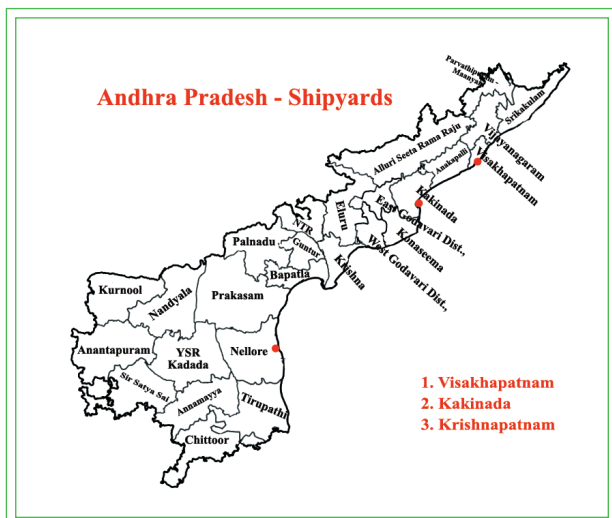 Andhra Pradesh - Shipyards
Parvathipuram -
Maanyam
Srikakulam
Vijayanagaram
Visakhapatnam
Alluri Seeta Rama Raju
Anakapalli
Kakinada
East Godavari Dist.,
Konaseema
West Godavari Dist.,
Eluru
NTR
Krishna
Palnadu
Guntur
Bapatla
Kurnool
Nandyala
Prakasam
Anantapuram
YSR
Kadada
Nellore
Sir Satya Sai
Annamayya
Tirupathi
Chittoor
1. Visakhapatnam
2. Kakinada
3. Krishnapatnam